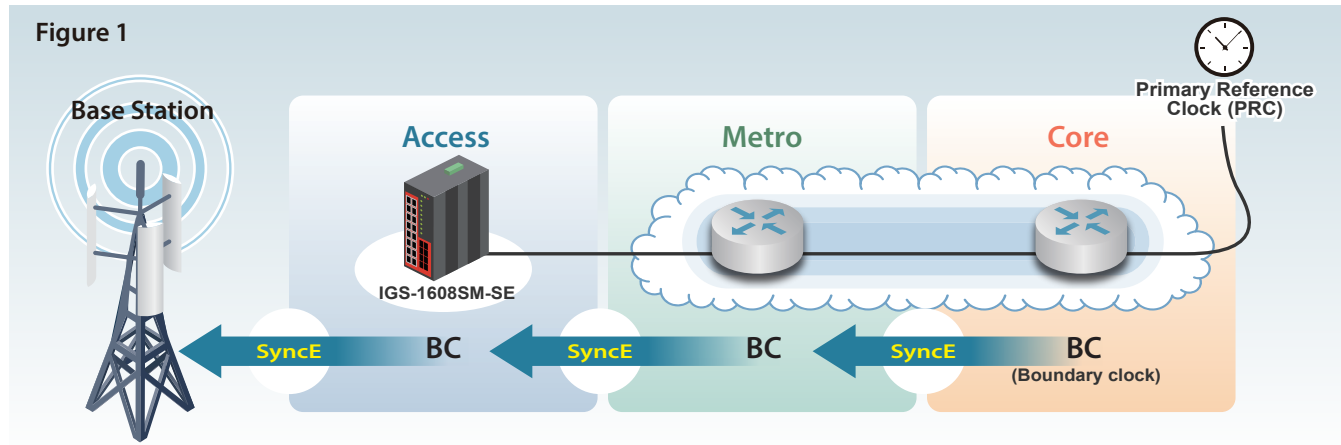 Figure 1
Base Station
Primary Reference
Clock (PRC)
Access
Metro
Core
IGS-1608SM-SE
SyncE
BC
SyncE
BC
SyncE
BC
(Boundary clock)